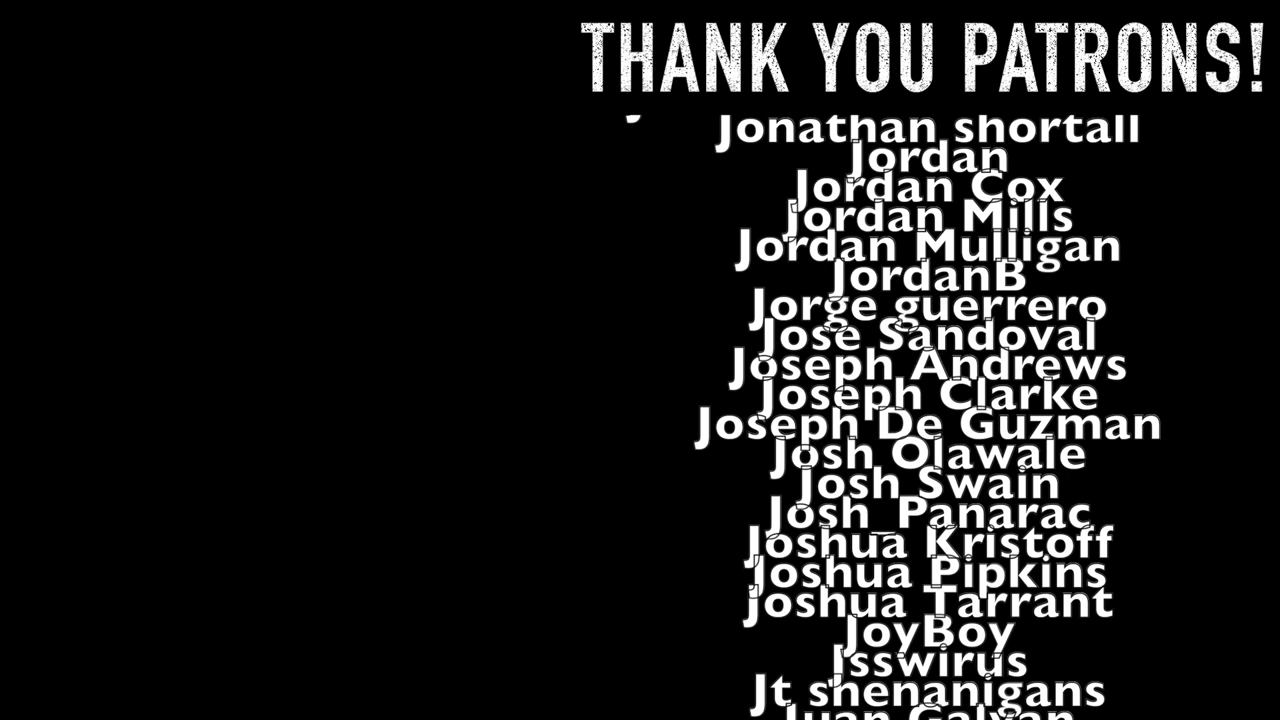 THANK YOU PATRONS!
Jonathan shortall
Jordan
Jordan Cox
Jordan Mills
Jordan Mulligan
JordanB
Jorge guerrero
Jose Sandoval
Joseph Andrews
Joseph Clarke
Joseph De Guzman
Josh Olawale
Josh Swain
Josh_Panarac
Joshua Kristoff
Joshua Pipkins
Joshua Tarrant
JoyBoy
Jsswirus
Jt shenanigans
Juan Galvan